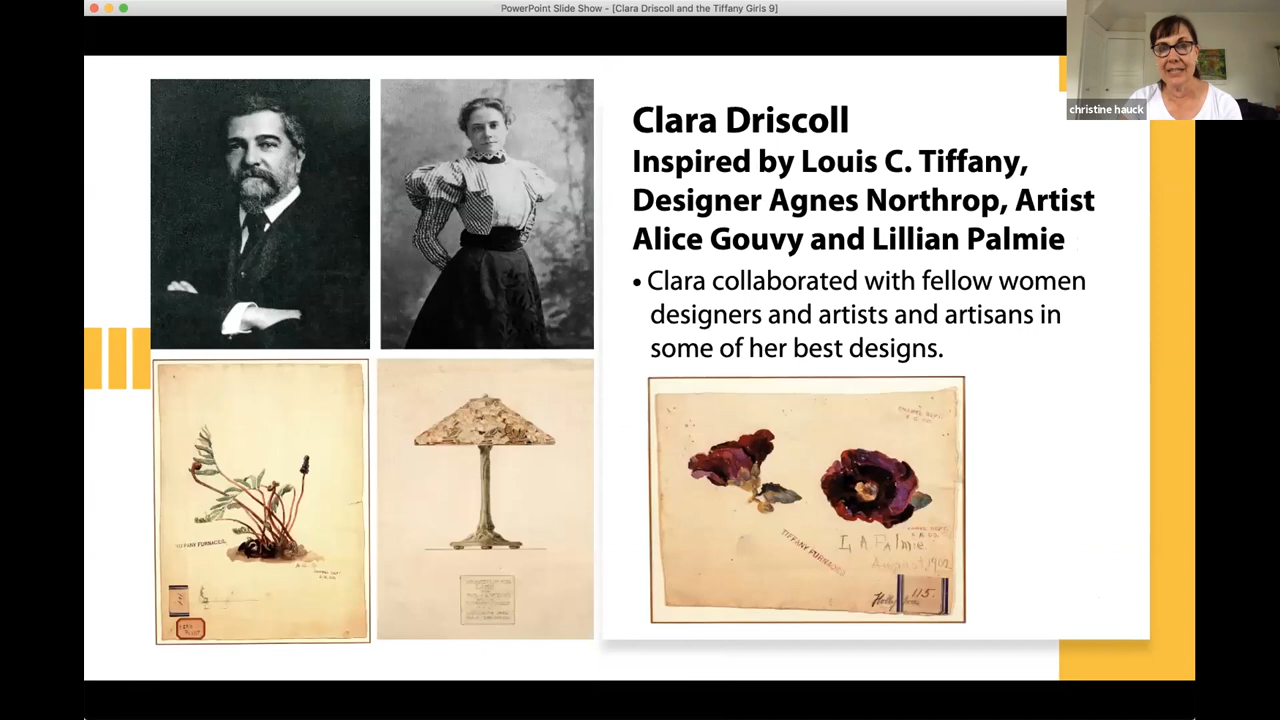 PowerPoint Slide Show - [Clara Driscoll and the Tiffany Girls 9]
christine hauck
Clara Driscoll
Inspired by Louis C. Tiffany,
Designer Agnes Northrop, Artist
Alice Gouvy and Lillian Palmie
• Clara collaborated with fellow women
designers and artists and artisans in
some of her best designs.
TIFFANY FURNACES
TIFFANY FURNACES
L A Palmie
August, 1902
115.